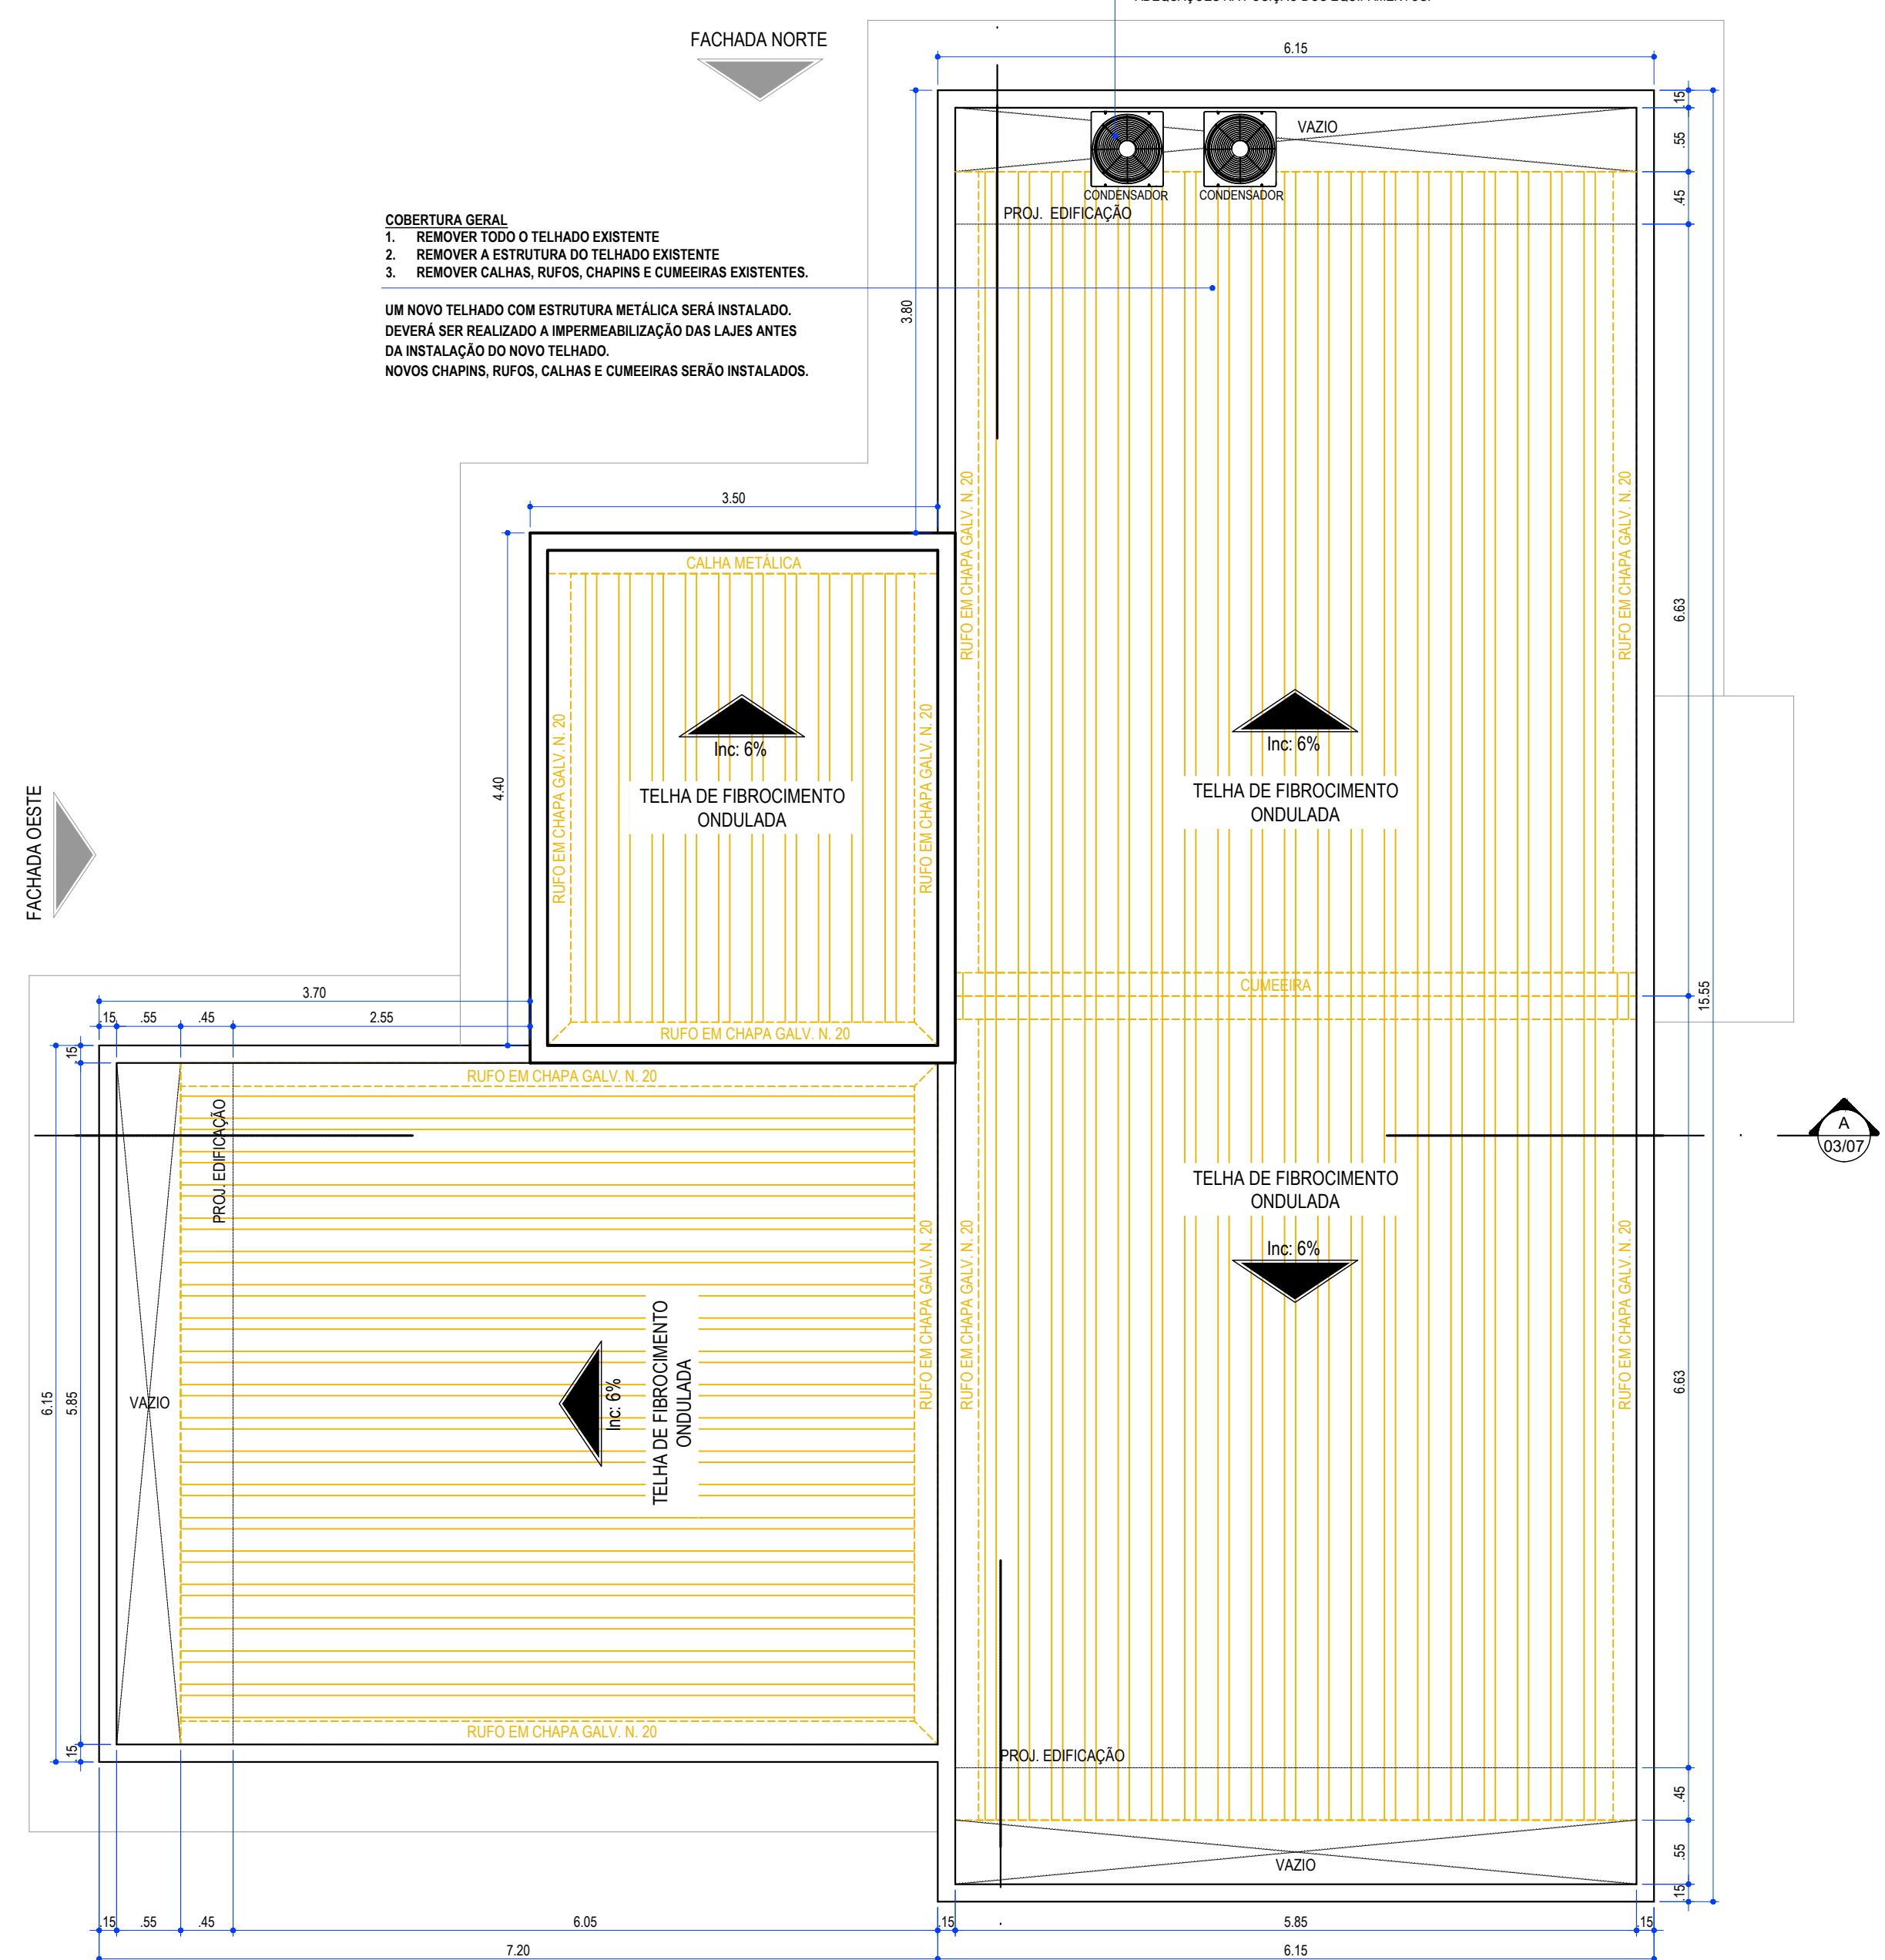 FACHADA NORTE
6.15
.15
VAZIO
.55
CONDENSADOR
CONDENSADOR
.45
PROJ. EDIFICAÇÃO
COBERTURA GERAL
1. REMOVER TODO O TELHADO EXISTENTE
2. REMOVER A ESTRUTURA DO TELHADO EXISTENTE
3. REMOVER CALHAS, RUFOS, CHAPINS E CUMEEIRAS EXISTENTES.
UM NOVO TELHADO COM ESTRUTURA METÁLICA SERÁ INSTALADO.
DEVERÁ SER REALIZADO A IMPERMEABILIZAÇÃO DAS LAJES ANTES
DA INSTALAÇÃO DO NOVO TELHADO.
NOVOS CHAPINS, RUFOS, CALHAS E CUMEEIRAS SERÃO INSTALADOS.
3.80
3.50
RUFO EM CHAPA GALV. N. 20
RUFO EM CHAPA GALV. N. 20
CALHA METÁLICA
6.63
Inc: 6%
Inc: 6%
RUFO EM CHAPA GALV. N. 20
RUFO EM CHAPA GALV. N. 20
4.40
TELHA DE FIBROCIMENTO
ONDULADA
TELHA DE FIBROCIMENTO
ONDULADA
FACHADA OESTE
3.70
CUMEEIRA
15.55
.15
.55
.45
2.55
RUFO EM CHAPA GALV. N. 20
.15
RUFO EM CHAPA GALV. N. 20
PROJ. EDIFICAÇÃO
A
03/07
TELHA DE FIBROCIMENTO
ONDULADA
Inc: 6%
RUFO EM CHAPA GALV. N. 20
RUFO EM CHAPA GALV. N. 20
RUFO EM CHAPA GALV. N. 20
6.15
5.85
VAZIO
Inc: 6%
TELHA DE FIBROCIMENTO
ONDULADA
6.63
RUFO EM CHAPA GALV. N. 20
.15
PROJ. EDIFICAÇÃO
.45
.55
VAZIO
.15
.15
.55
.45
6.05
.15
5.85
.15
7.20
6.15